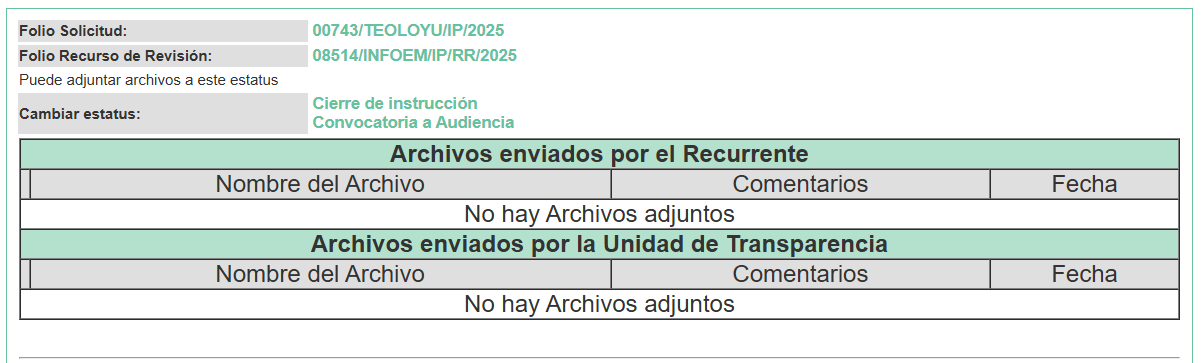 Folio Solicitud: 00743/TEOLOYU/IP/2025
Folio Recurso de Revisión: 08514/INFOEM/IP/RR/2025
Puede adjuntar archivos a este estatus
Cambiar estatus: Cierre de instrucción
Convocatoria a Audiencia
Archivos enviados por el Recurrente
Nombre del Archivo Comentarios Fecha
No hay Archivos adjuntos
Archivos enviados por la Unidad de Transparencia
Nombre del Archivo Comentarios Fecha
No hay Archivos adjuntos